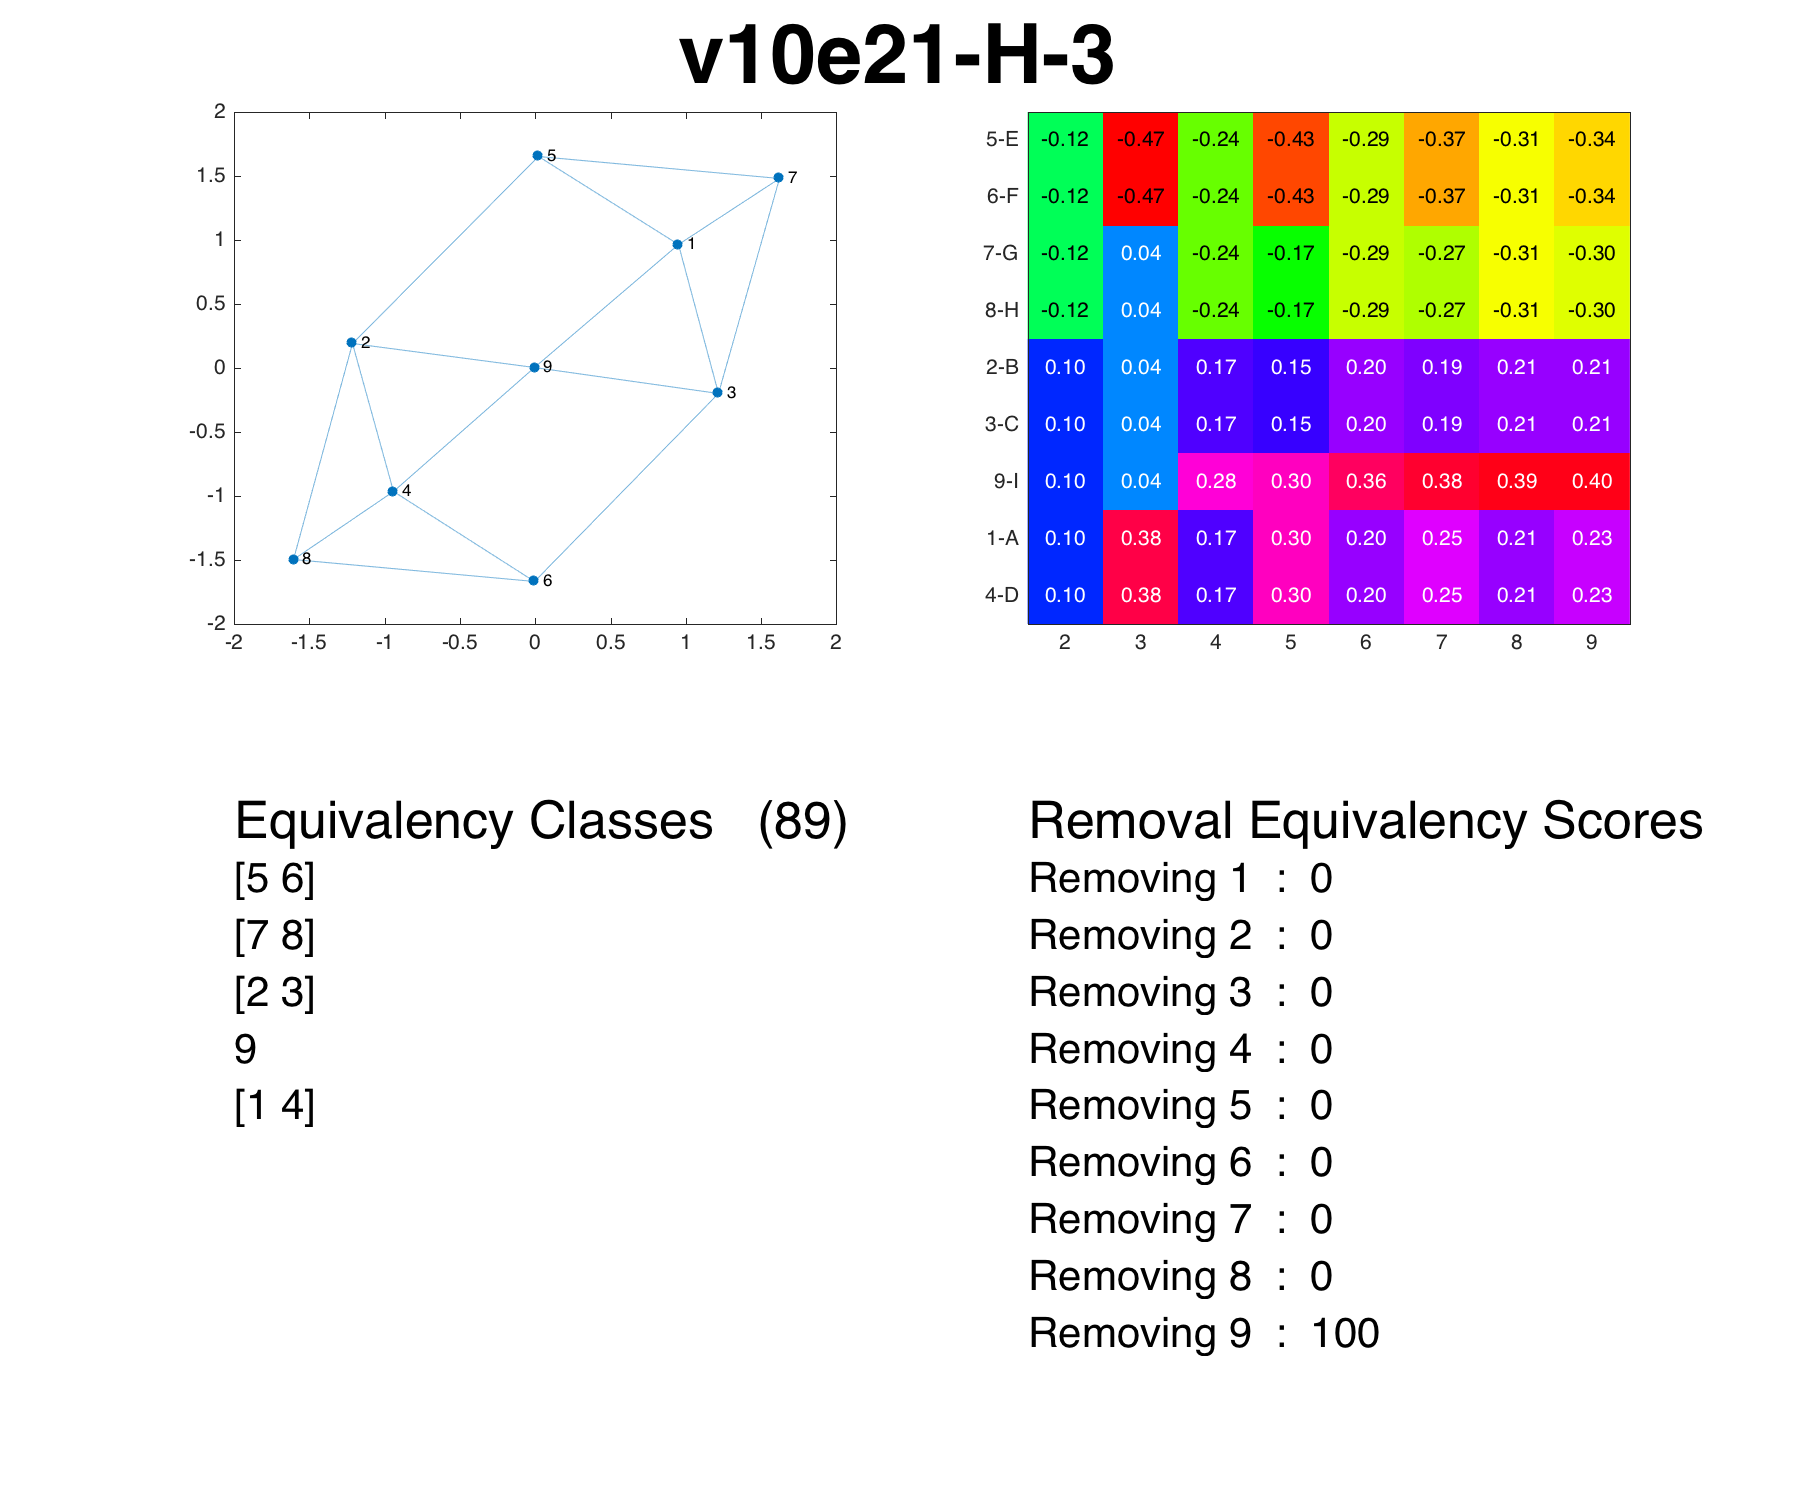 v10e21-H-3
2
1.5
1
0.5
0
-0.5
-1
-1.5
-2
-2 -1.5 -1 -0.5 0 0.5 1 1.5 2
5
7
1
2
9
3
4
8
6
5-E -0.12 -0.47 -0.24 -0.43 -0.29 -0.37 -0.31 -0.34
6-F -0.12 -0.47 -0.24 -0.43 -0.29 -0.37 -0.31 -0.34
7-G -0.12 0.04 -0.24 -0.17 -0.29 -0.27 -0.31 -0.30
8-H -0.12 0.04 -0.24 -0.17 -0.29 -0.27 -0.31 -0.30
2-B 0.10 0.04 0.17 0.15 0.20 0.19 0.21 0.21
3-C 0.10 0.04 0.17 0.15 0.20 0.19 0.21 0.21
9-I 0.10 0.04 0.28 0.30 0.36 0.38 0.39 0.40
1-A 0.10 0.38 0.17 0.30 0.20 0.25 0.21 0.23
4-D 0.10 0.38 0.17 0.30 0.20 0.25 0.21 0.23
2 3 4 5 6 7 8 9
Equivalency Classes (89)
[5 6]
[7 8]
[2 3]
9
[1 4]
Removal Equivalency Scores
Removing 1 : 0
Removing 2 : 0
Removing 3 : 0
Removing 4 : 0
Removing 5 : 0
Removing 6 : 0
Removing 7 : 0
Removing 8 : 0
Removing 9 : 100